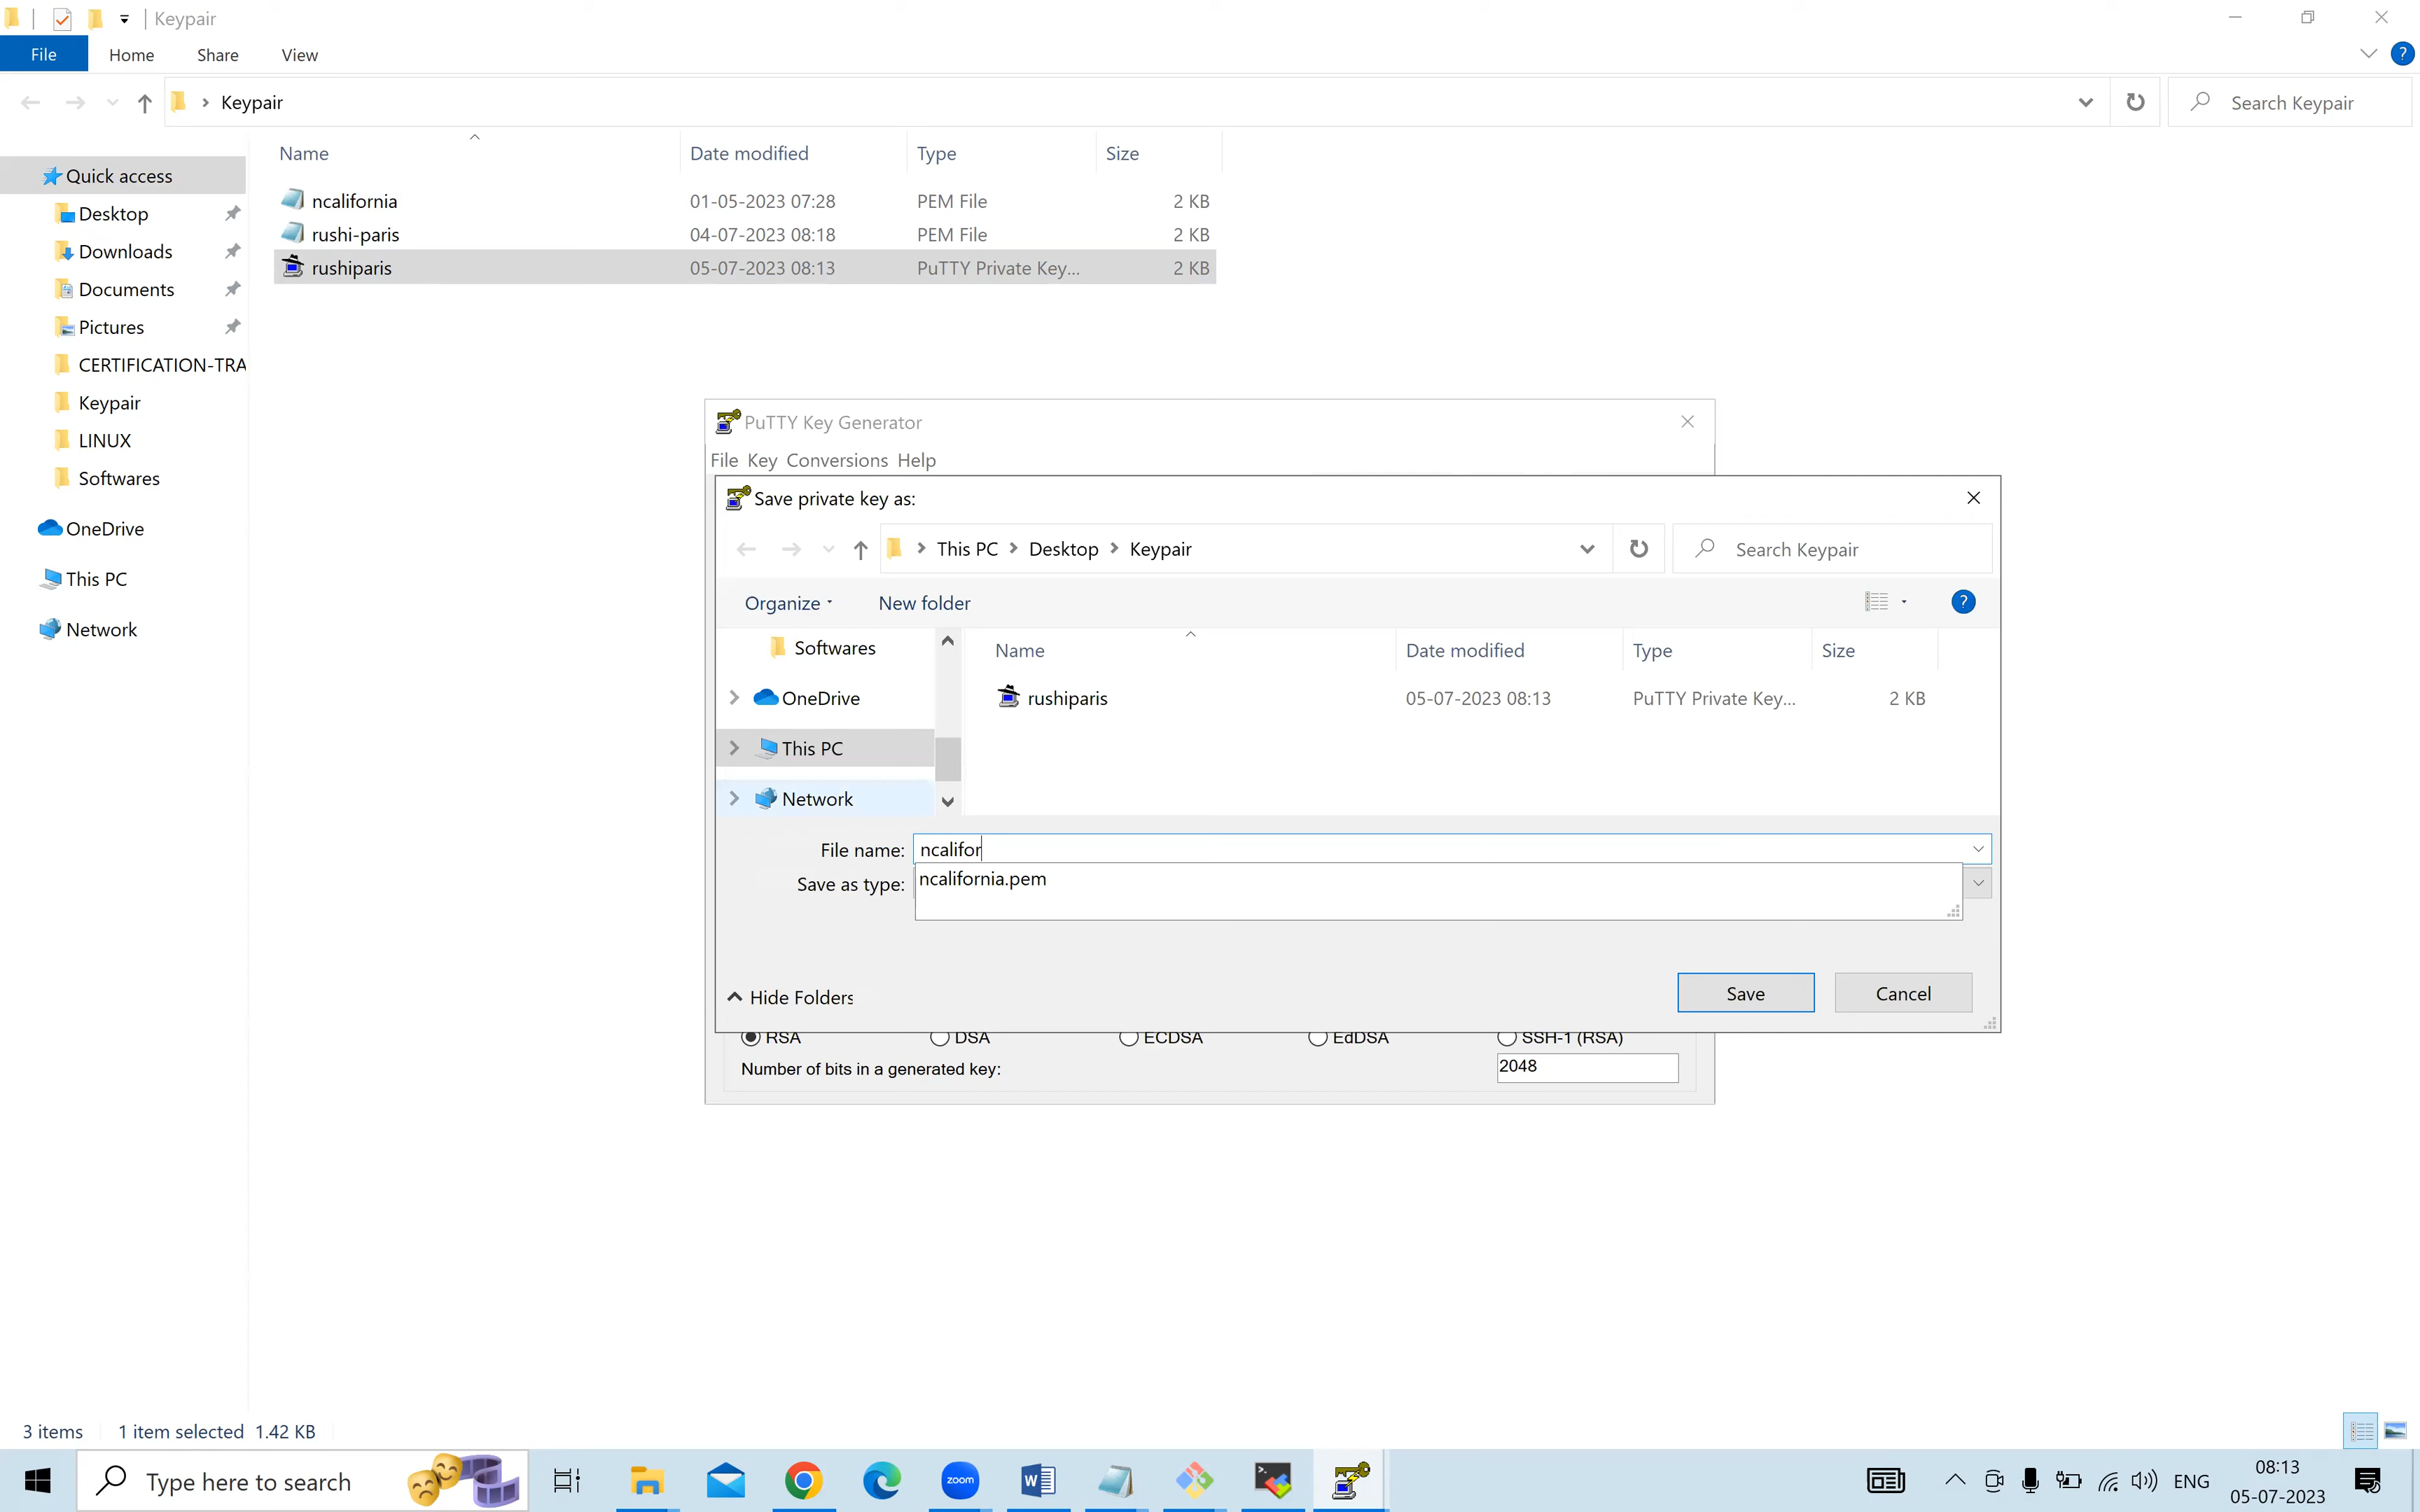 Keypair
File Home Share View
Keypair
Search Keypair
Name Date modified Type Size
Quick access
ncalifornia 01-05-2023 07:28 PEM File 2 KB
Desktop
rushi-paris 04-07-2023 08:18 PEM File 2 KB
Downloads
rushiparis 05-07-2023 08:13 PuTTY Private Key... 2 KB
Documents
Pictures
CERTIFICATION-TRA
Keypair
LINUX
Softwares
OneDrive
This PC
Network
PuTTY Key Generator
File Key Conversions Help
Save private key as:
This PC Desktop Keypair
Search Keypair
Organize New folder
Softwares
Name Date modified Type Size
OneDrive
rushiparis 05-07-2023 08:13 PuTTY Private Key... 2 KB
This PC
Network
File name: ncalifor
Save as type: ncalifornia.pem
Hide Folders
Save Cancel
RSA DSA ECDSA EdDSA SSH-1 (RSA)
Number of bits in a generated key: 2048
3 items 1 item selected 1.42 KB
Type here to search
zoom
ENG
08:13
05-07-2023